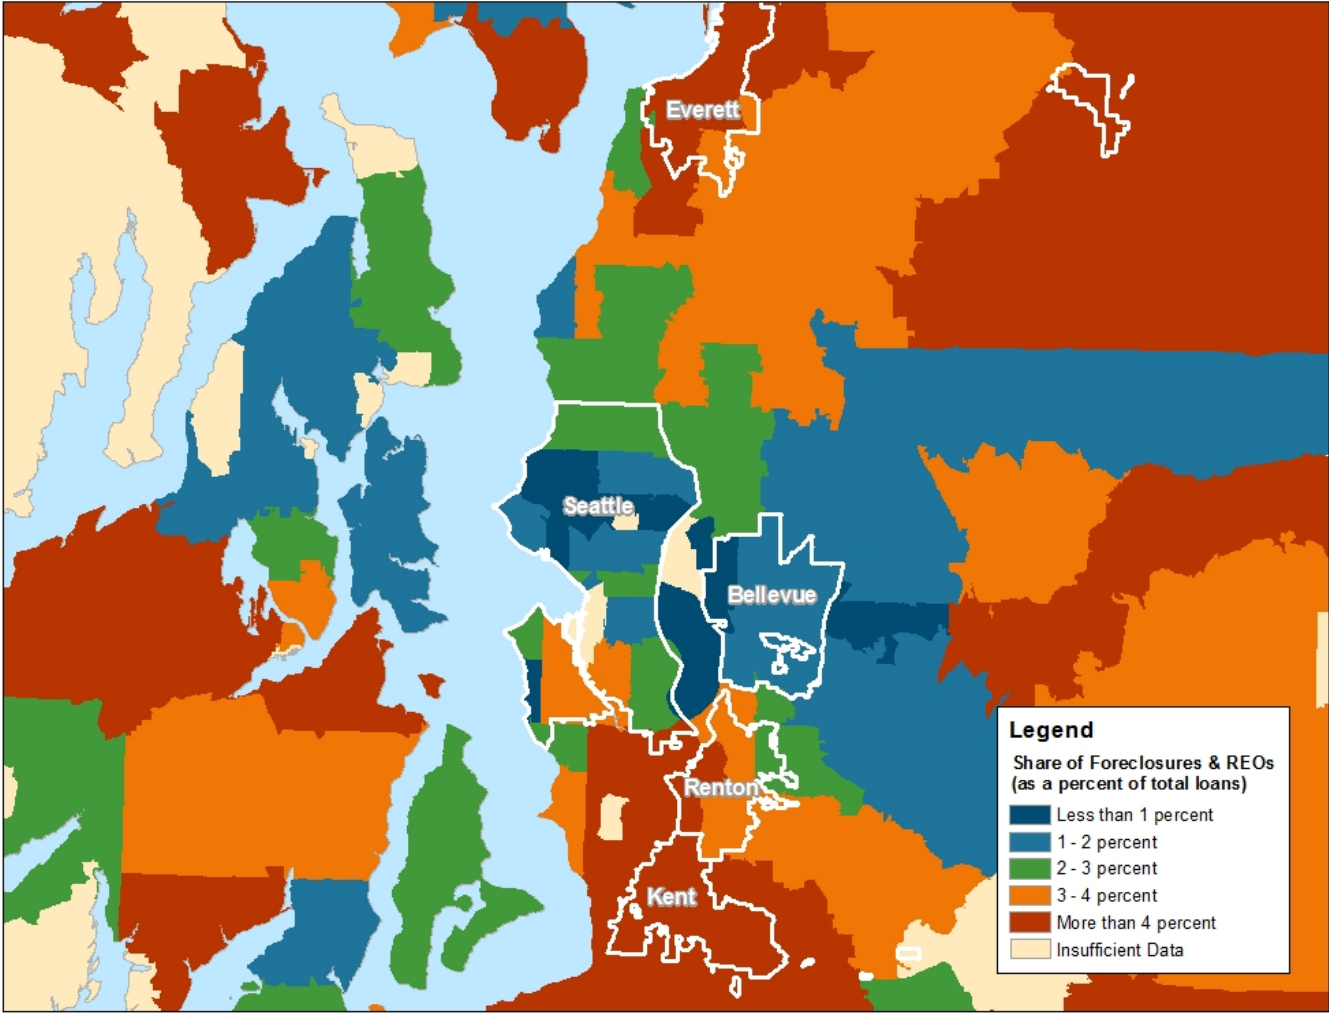 Everett
Seattle
Bellevue
Renton
Kent
Legend
Share of Foreclosures & REOs
(as a percent of total loans)
Less than 1 percent
1 - 2 percent
2 - 3 percent
3 - 4 percent
More than 4 percent
Insufficient Data